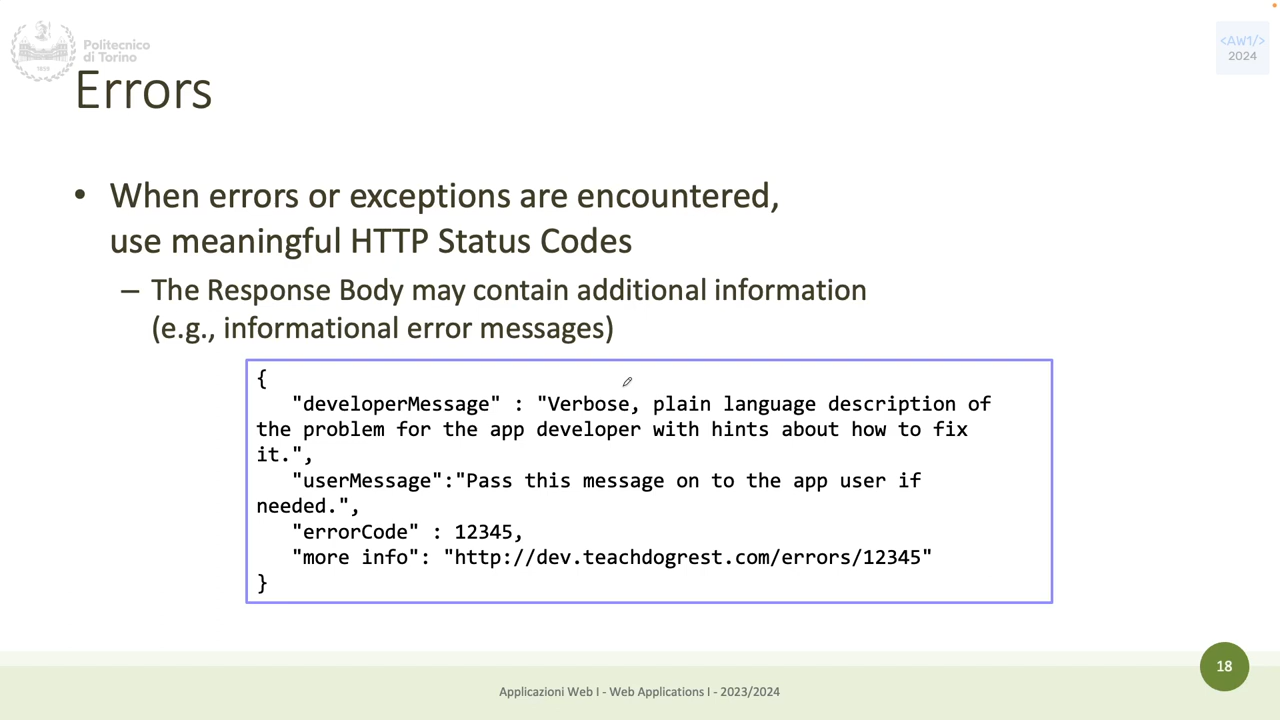 Politecnico
di Torino
1859
<AW1/>
2024
Errors
• When errors or exceptions are encountered,
use meaningful HTTP Status Codes
– The Response Body may contain additional information
(e.g., informational error messages)
{
"developerMessage" : "Verbose, plain language description of
the problem for the app developer with hints about how to fix
it.",
"userMessage":"Pass this message on to the app user if
needed.",
"errorCode" : 12345,
"more info": "http://dev.teachdogrest.com/errors/12345"
}
18
Applicazioni Web I - Web Applications I - 2023/2024